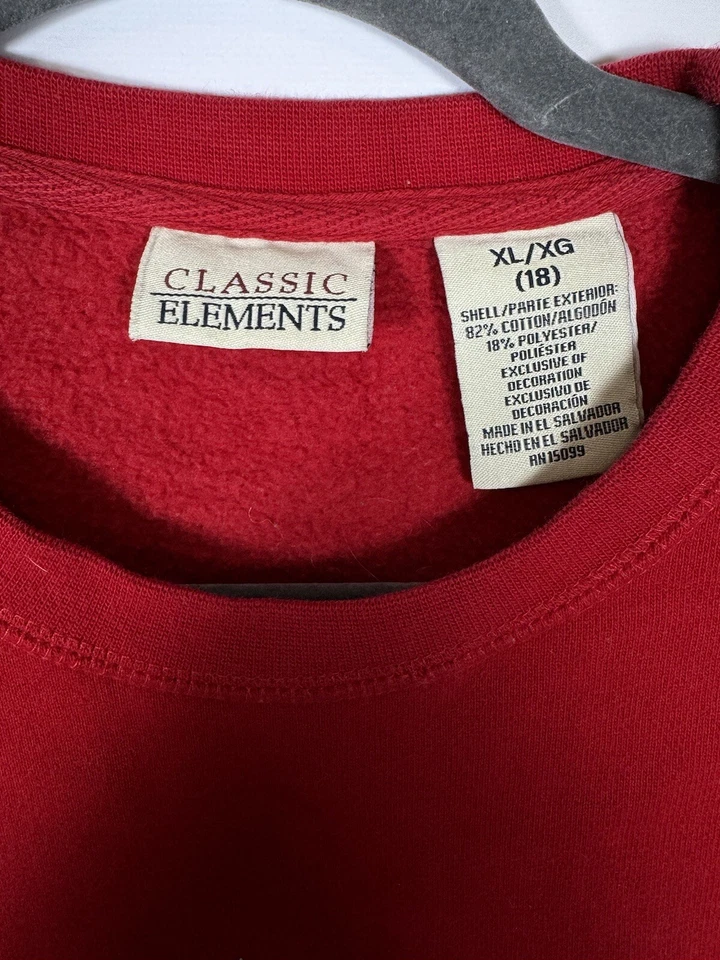 CLASSIC
ELEMENTS
XL/XG
(18)
SHELL/PARTE EXTERIOR:
82% COTTON/ALGODÓN
18% POLYESTER/
POLIÉSTER
EXCLUSIVE OF
DECORATION
EXCLUSIVO DE
DECORACIÓN
MADE IN EL SALVADOR
HECHO EN EL SALVADOR
RN15099